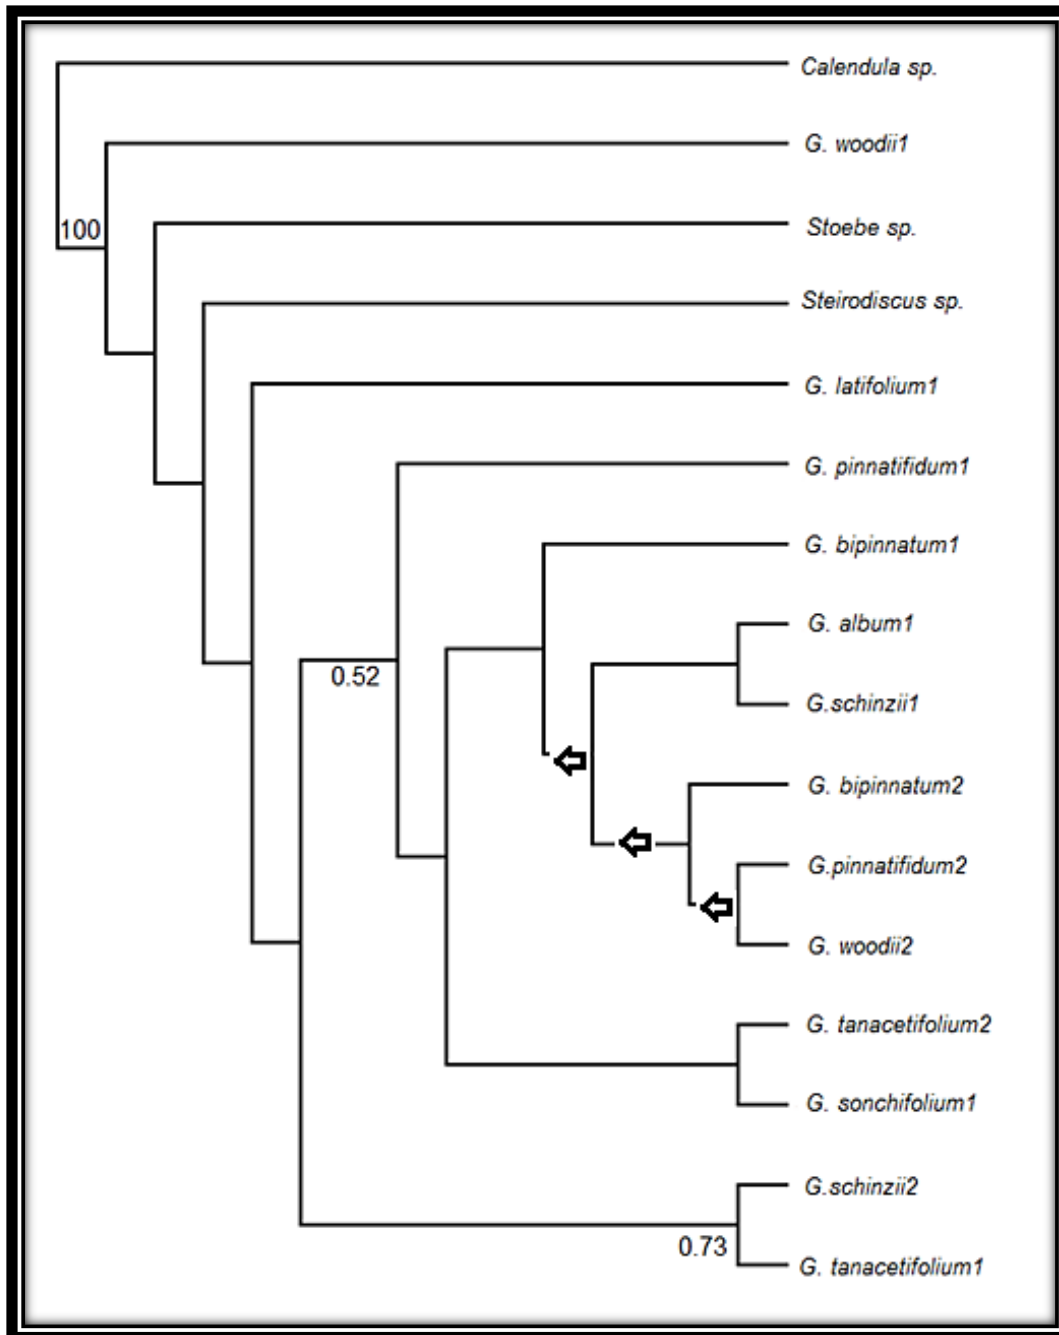 Calendula sp.
G. woodii1
100
Stoebe sp.
Steirodiscus sp.
G. latifolium1
G. pinnatifidum1
G. bipinnatum1
G. album1
0.52
G.schinzii1
G. bipinnatum2
G.pinnatifidum2
G. woodii2
G. tanacetifolium2
G. sonchifolium1
G.schinzii2
0.73
G. tanacetifolium1